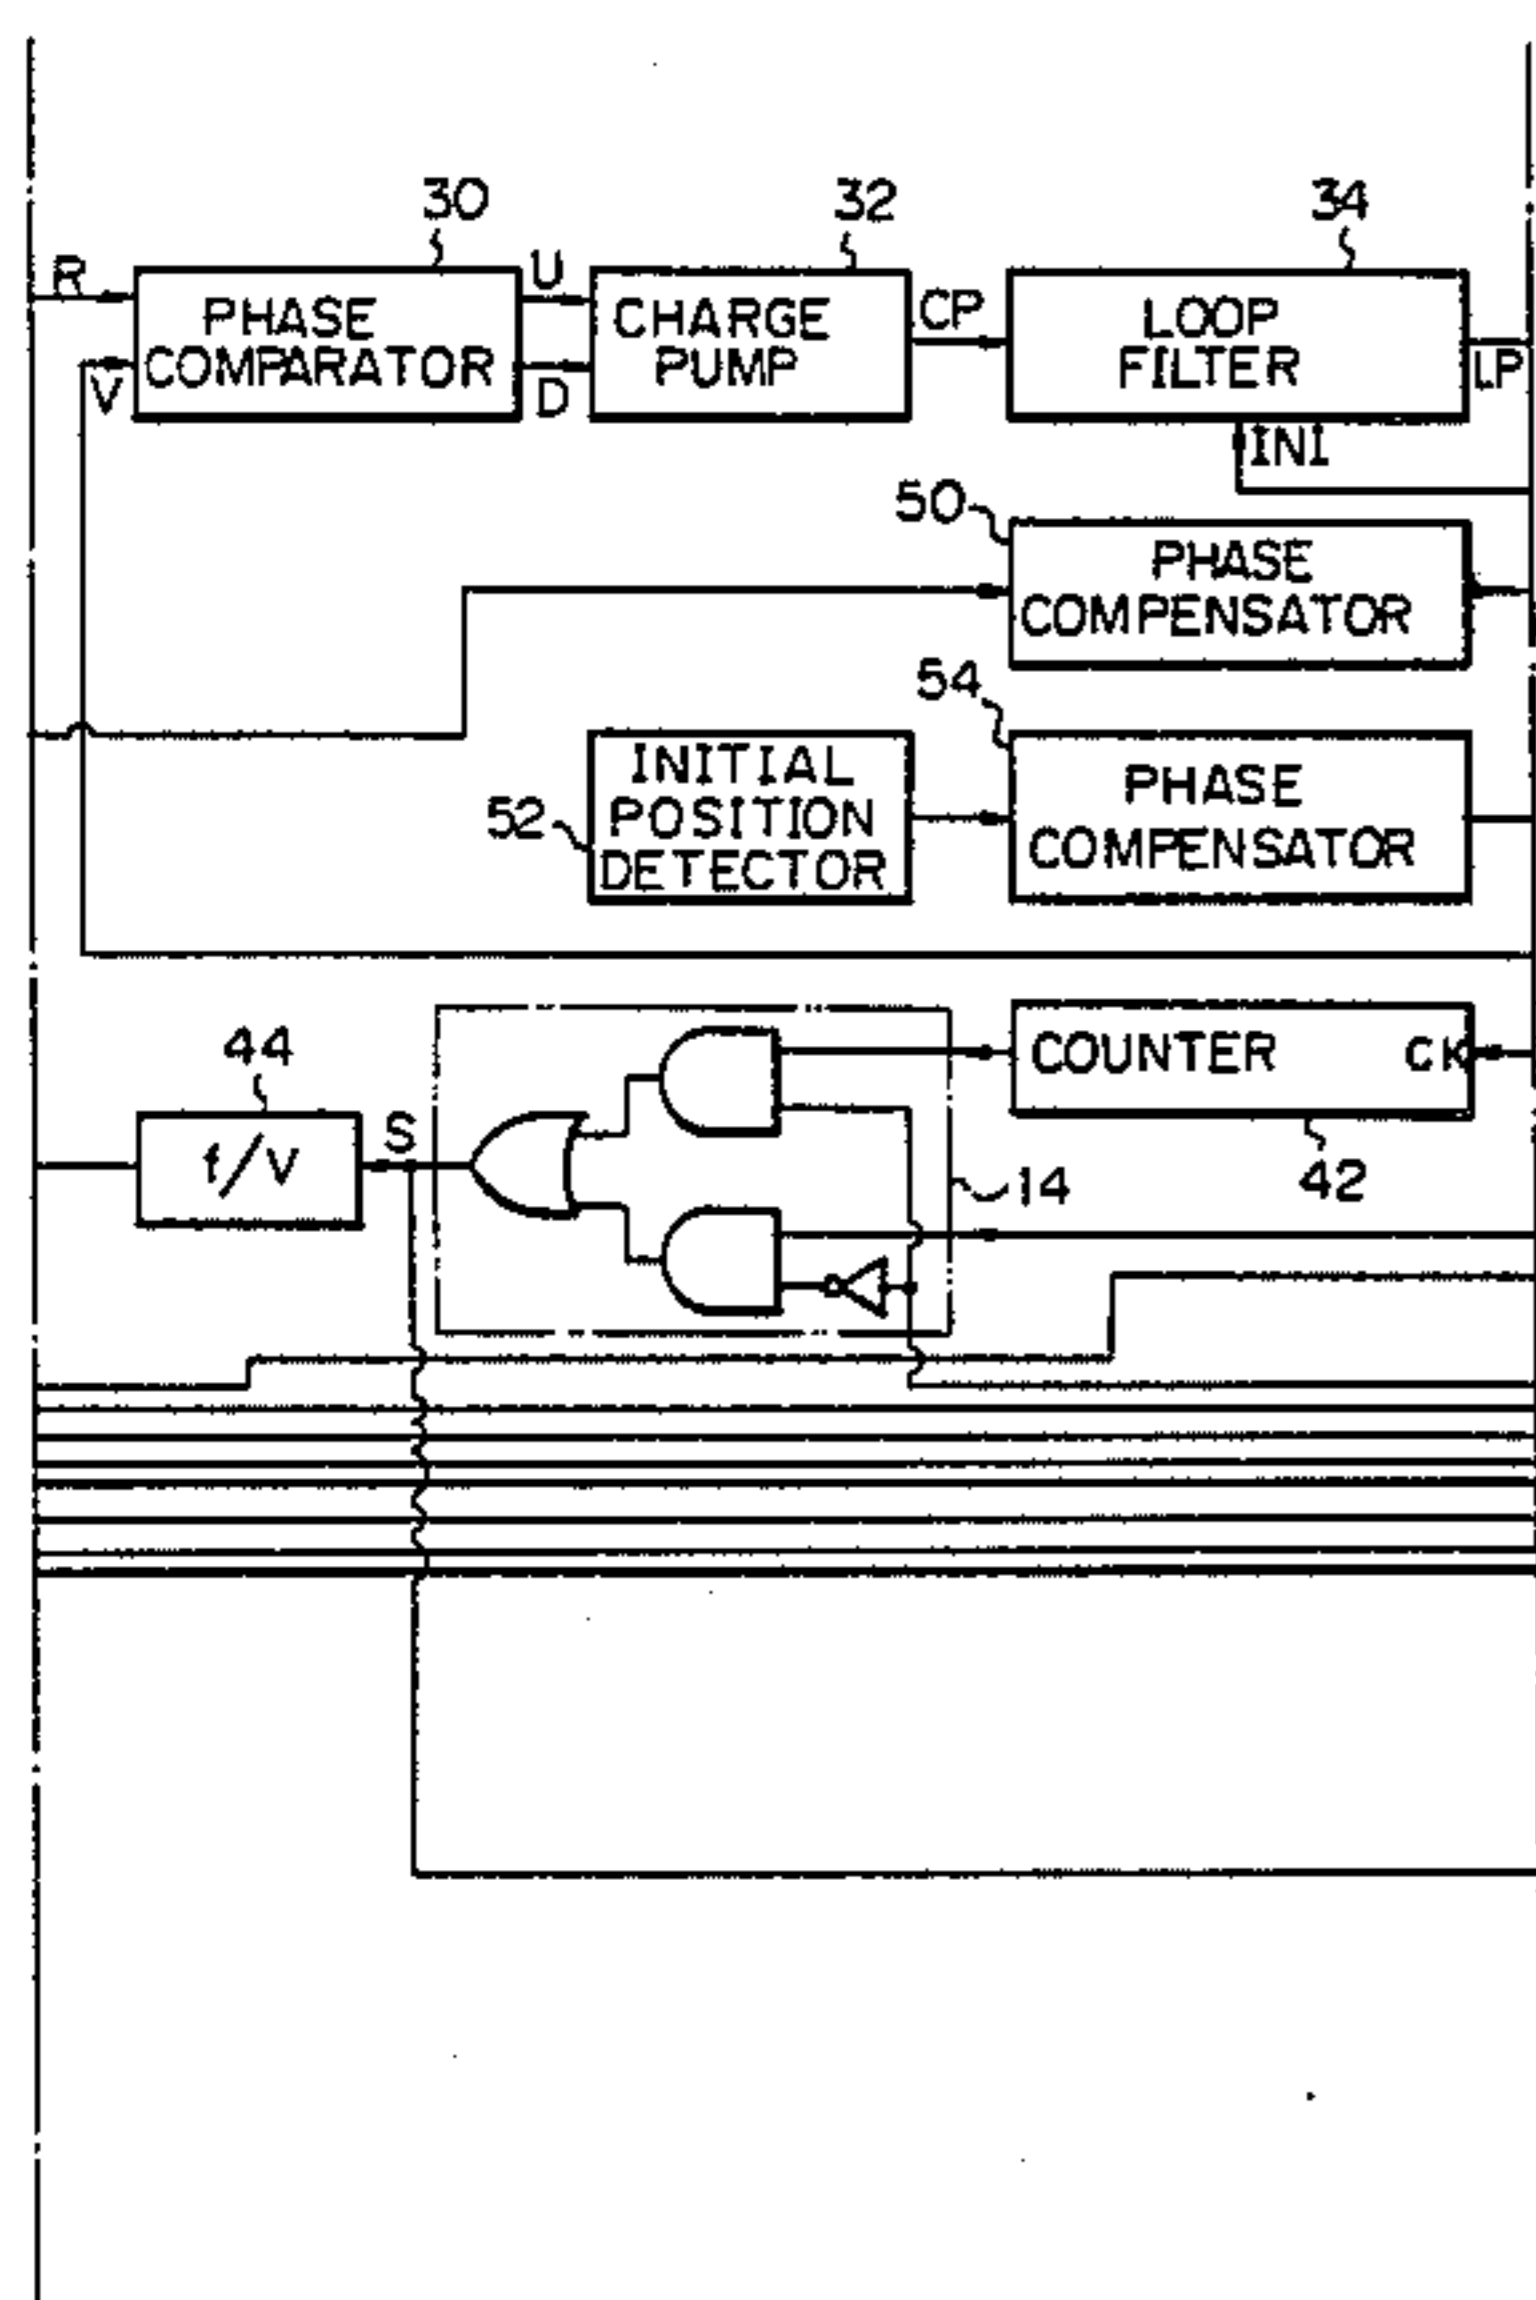 30
32
34
R
U
CP
PHASE
COMPARATOR
CHARGE
PUMP
LOOP
FILTER
V
D
LP
INI
50
PHASE
COMPENSATOR
54
INITIAL
POSITION
DETECTOR
52
PHASE
COMPENSATOR
44
COUNTER
CK
f/V
S
14
42